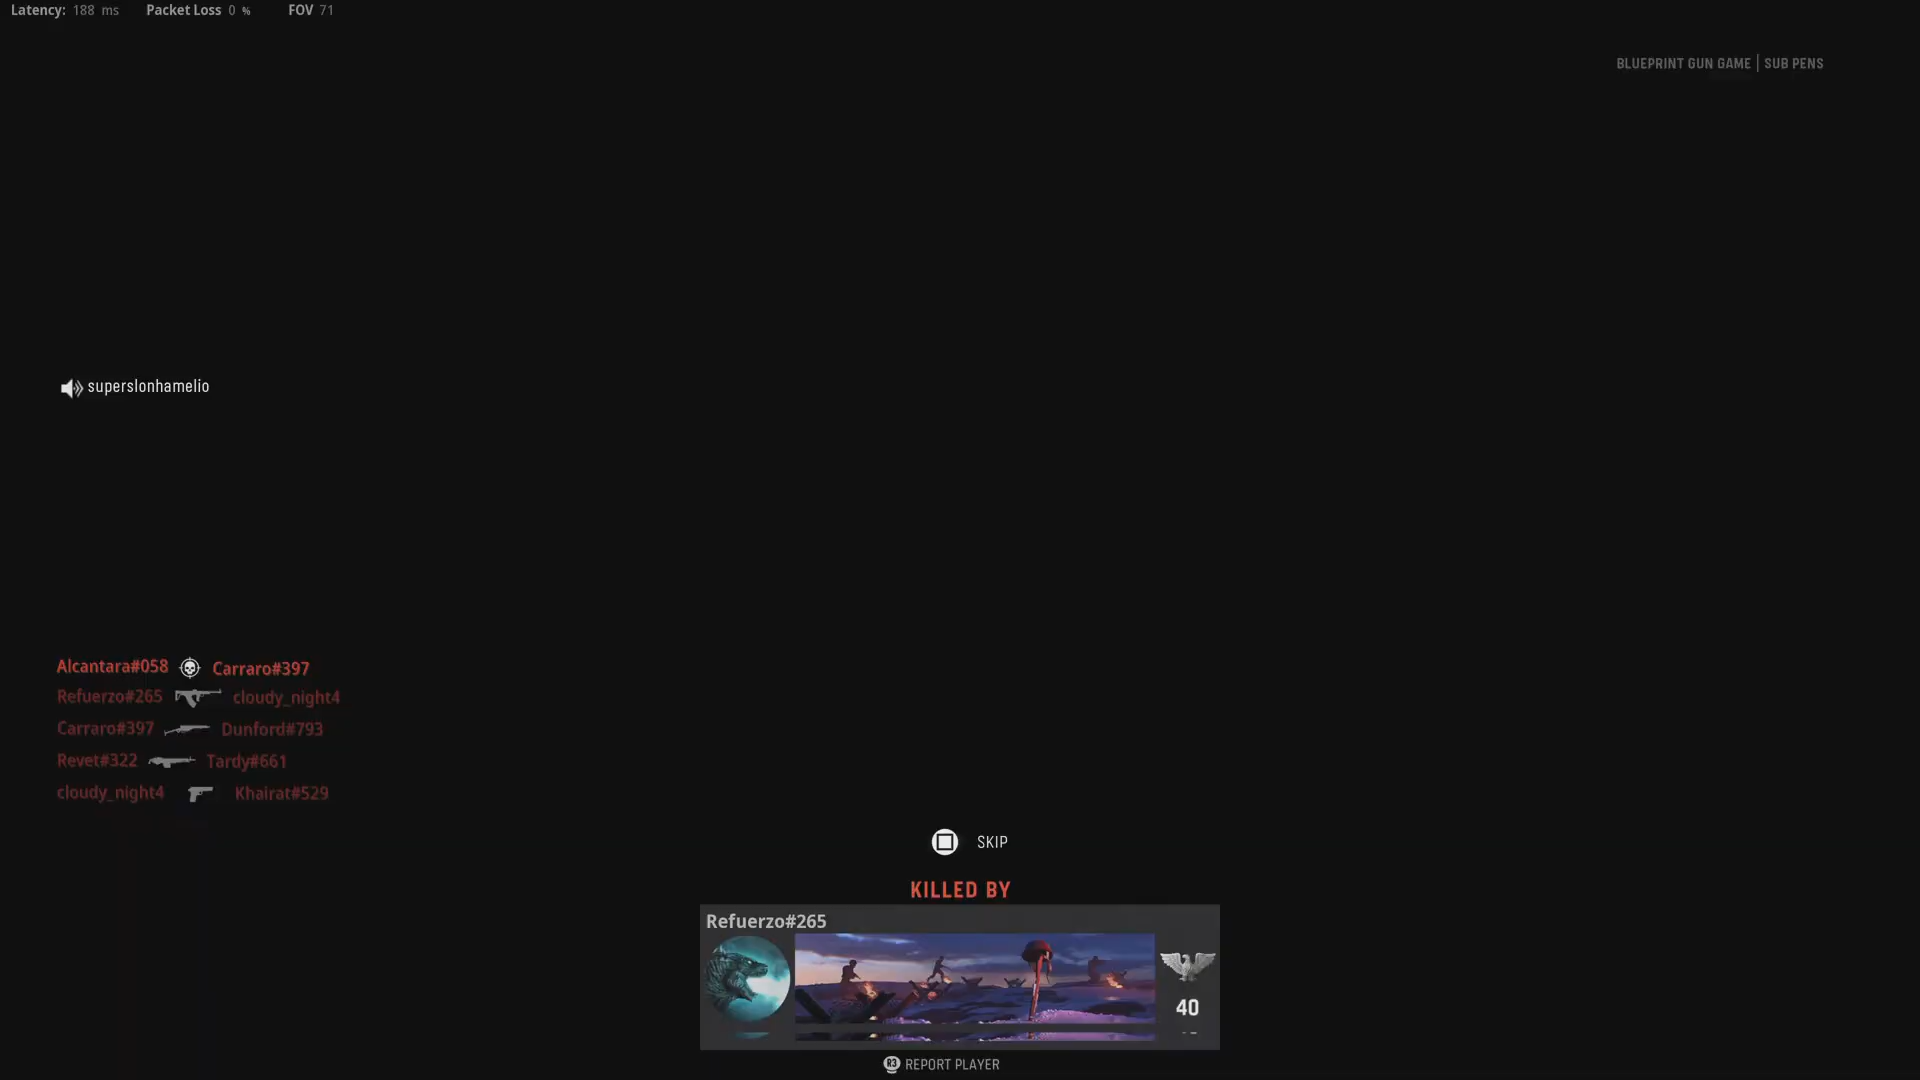 Latency: 188 ms Packet Loss 0 % FOV 71
BLUEPRINT GUN GAME | SUB PENS
superslonhamelio
Alcantara#058 Carraro#397
Refuerzo#265 cloudy_night4
Carraro#397 Dunford#793
Revet#322 Tardy#661
cloudy_night4 Khairat#529
SKIP
KILLED BY
Refuerzo#265
40
R3 REPORT PLAYER